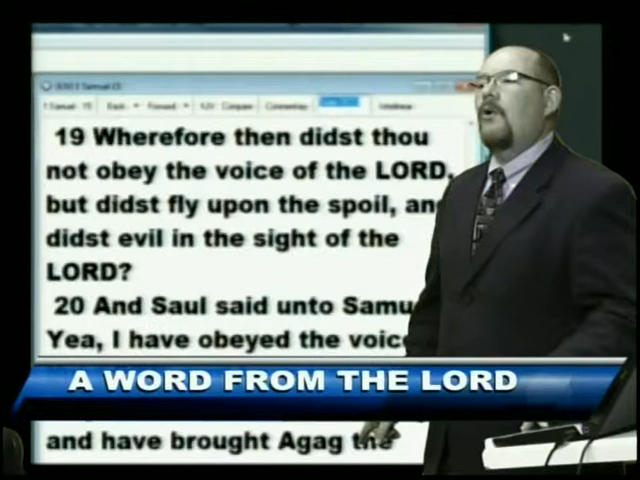 19 Wherefore then didst thou
not obey the voice of the LORD,
but didst fly upon the spoil, and
didst evil in the sight of the
LORD?
20 And Saul said unto
Yea, I have obeyed the voice
A WORD FROM THE LORD
and have brought Agag the